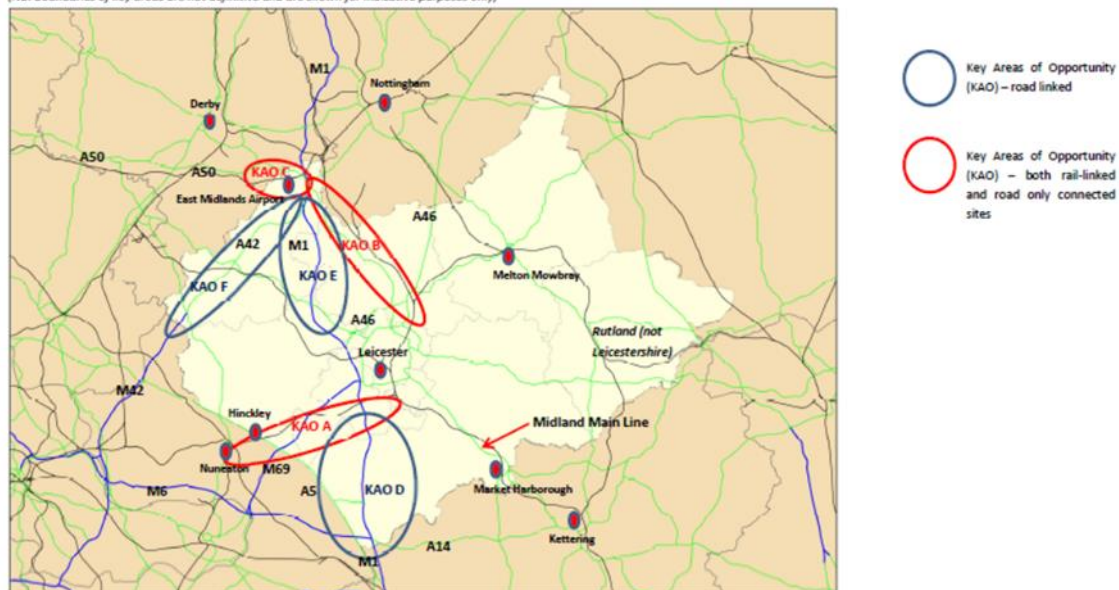 M1
Nottingham
Derby
A50
A50
KAO C
East Midlands Airport
A46
A42
M1
KAO B
KAO F
KAO E
Melton Mowbray
A46
Rutland (not
Leicestershire)
Leicester
M42
Hinckley
KAO A
Midland Main Line
Nuneaton
M69
M6
A5
KAO D
Market Harborough
Kettering
A14
M1
Key Areas of Opportunity
(KAO) – road linked
Key Areas of Opportunity
(KAO) – both rail-linked
and road only connected
sites